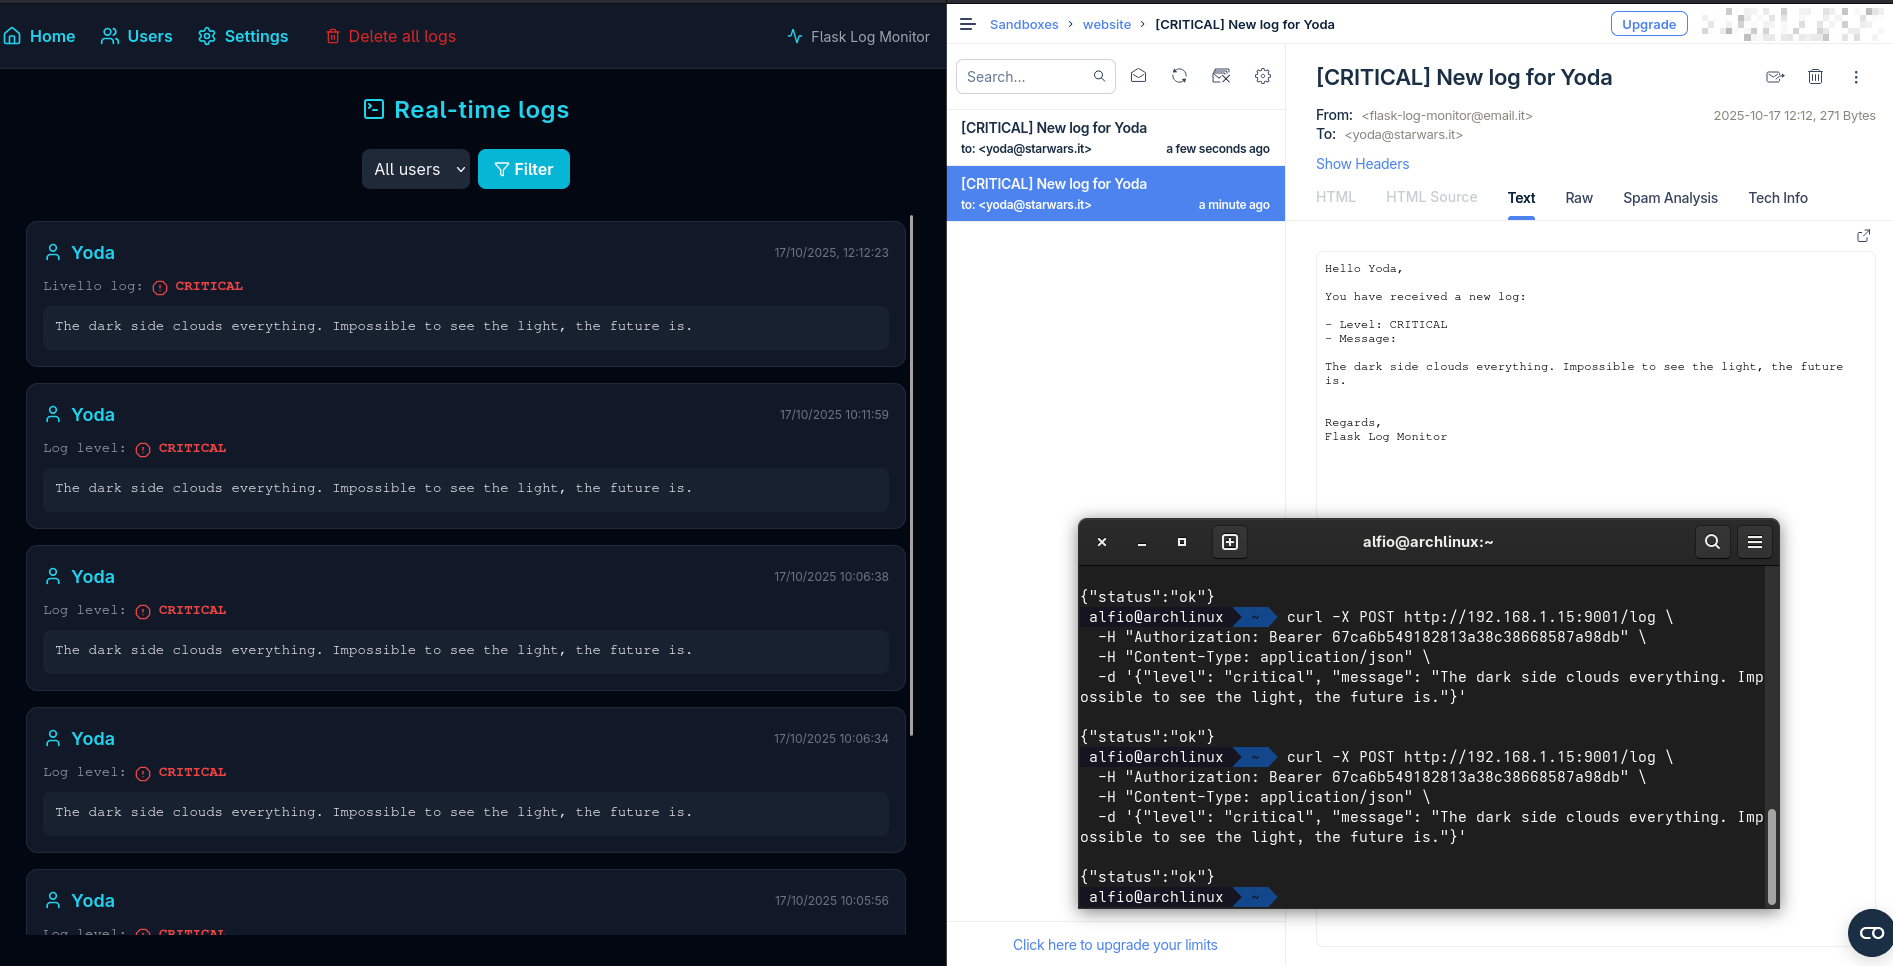 Home Users Settings Delete all logs Flask Log Monitor
Real-time logs
All users Filter
Yoda 17/10/2025, 12:12:23
Livello log: CRITICAL
The dark side clouds everything. Impossible to see the light, the future is.
Yoda 17/10/2025 10:11:59
Log level: CRITICAL
The dark side clouds everything. Impossible to see the light, the future is.
Yoda 17/10/2025 10:06:38
Log level: CRITICAL
The dark side clouds everything. Impossible to see the light, the future is.
Yoda 17/10/2025 10:06:34
Log level: CRITICAL
The dark side clouds everything. Impossible to see the light, the future is.
Yoda 17/10/2025 10:05:56
Log level: CRITICAL
Sandboxes › website › [CRITICAL] New log for Yoda Upgrade
Search...
[CRITICAL] New log for Yoda
to: <yoda@starwars.it> a few seconds ago
[CRITICAL] New log for Yoda
to: <yoda@starwars.it> a minute ago
Click here to upgrade your limits
[CRITICAL] New log for Yoda
From: <flask-log-monitor@email.it> 2025-10-17 12:12, 271 Bytes
To: <yoda@starwars.it>
Show Headers
HTML HTML Source Text Raw Spam Analysis Tech Info
Hello Yoda,
You have received a new log:
- Level: CRITICAL
- Message:
The dark side clouds everything. Impossible to see the light, the future
is.
Regards,
Flask Log Monitor
alfio@archlinux:~
{"status":"ok"}
alfio@archlinux ~ curl -X POST http://192.168.1.15:9001/log \
-H "Authorization: Bearer 67ca6b549182813a38c38668587a98db" \
-H "Content-Type: application/json" \
-d '{"level": "critical", "message": "The dark side clouds everything. Imp
ossible to see the light, the future is."}'
{"status":"ok"}
alfio@archlinux ~ curl -X POST http://192.168.1.15:9001/log \
-H "Authorization: Bearer 67ca6b549182813a38c38668587a98db" \
-H "Content-Type: application/json" \
-d '{"level": "critical", "message": "The dark side clouds everything. Imp
ossible to see the light, the future is."}'
{"status":"ok"}
alfio@archlinux ~